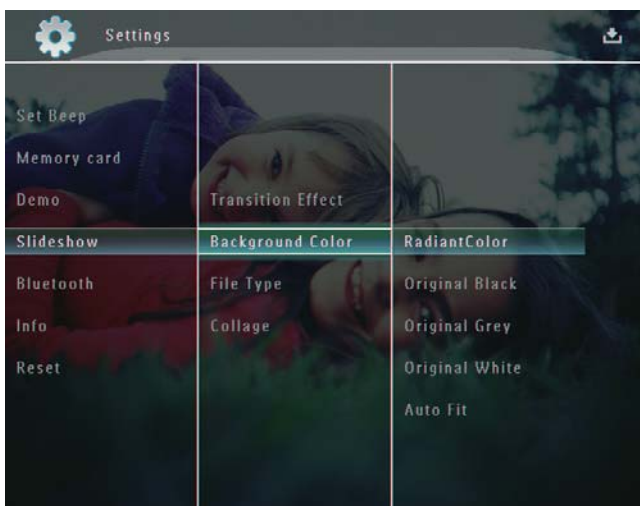 Settings
Set Beep
Memory card
Demo
Slideshow
Bluetooth
Info
Reset
Transition Effect
Background Color
File Type
Collage
RadiantColor
Original Black
Original Grey
Original White
Auto Fit